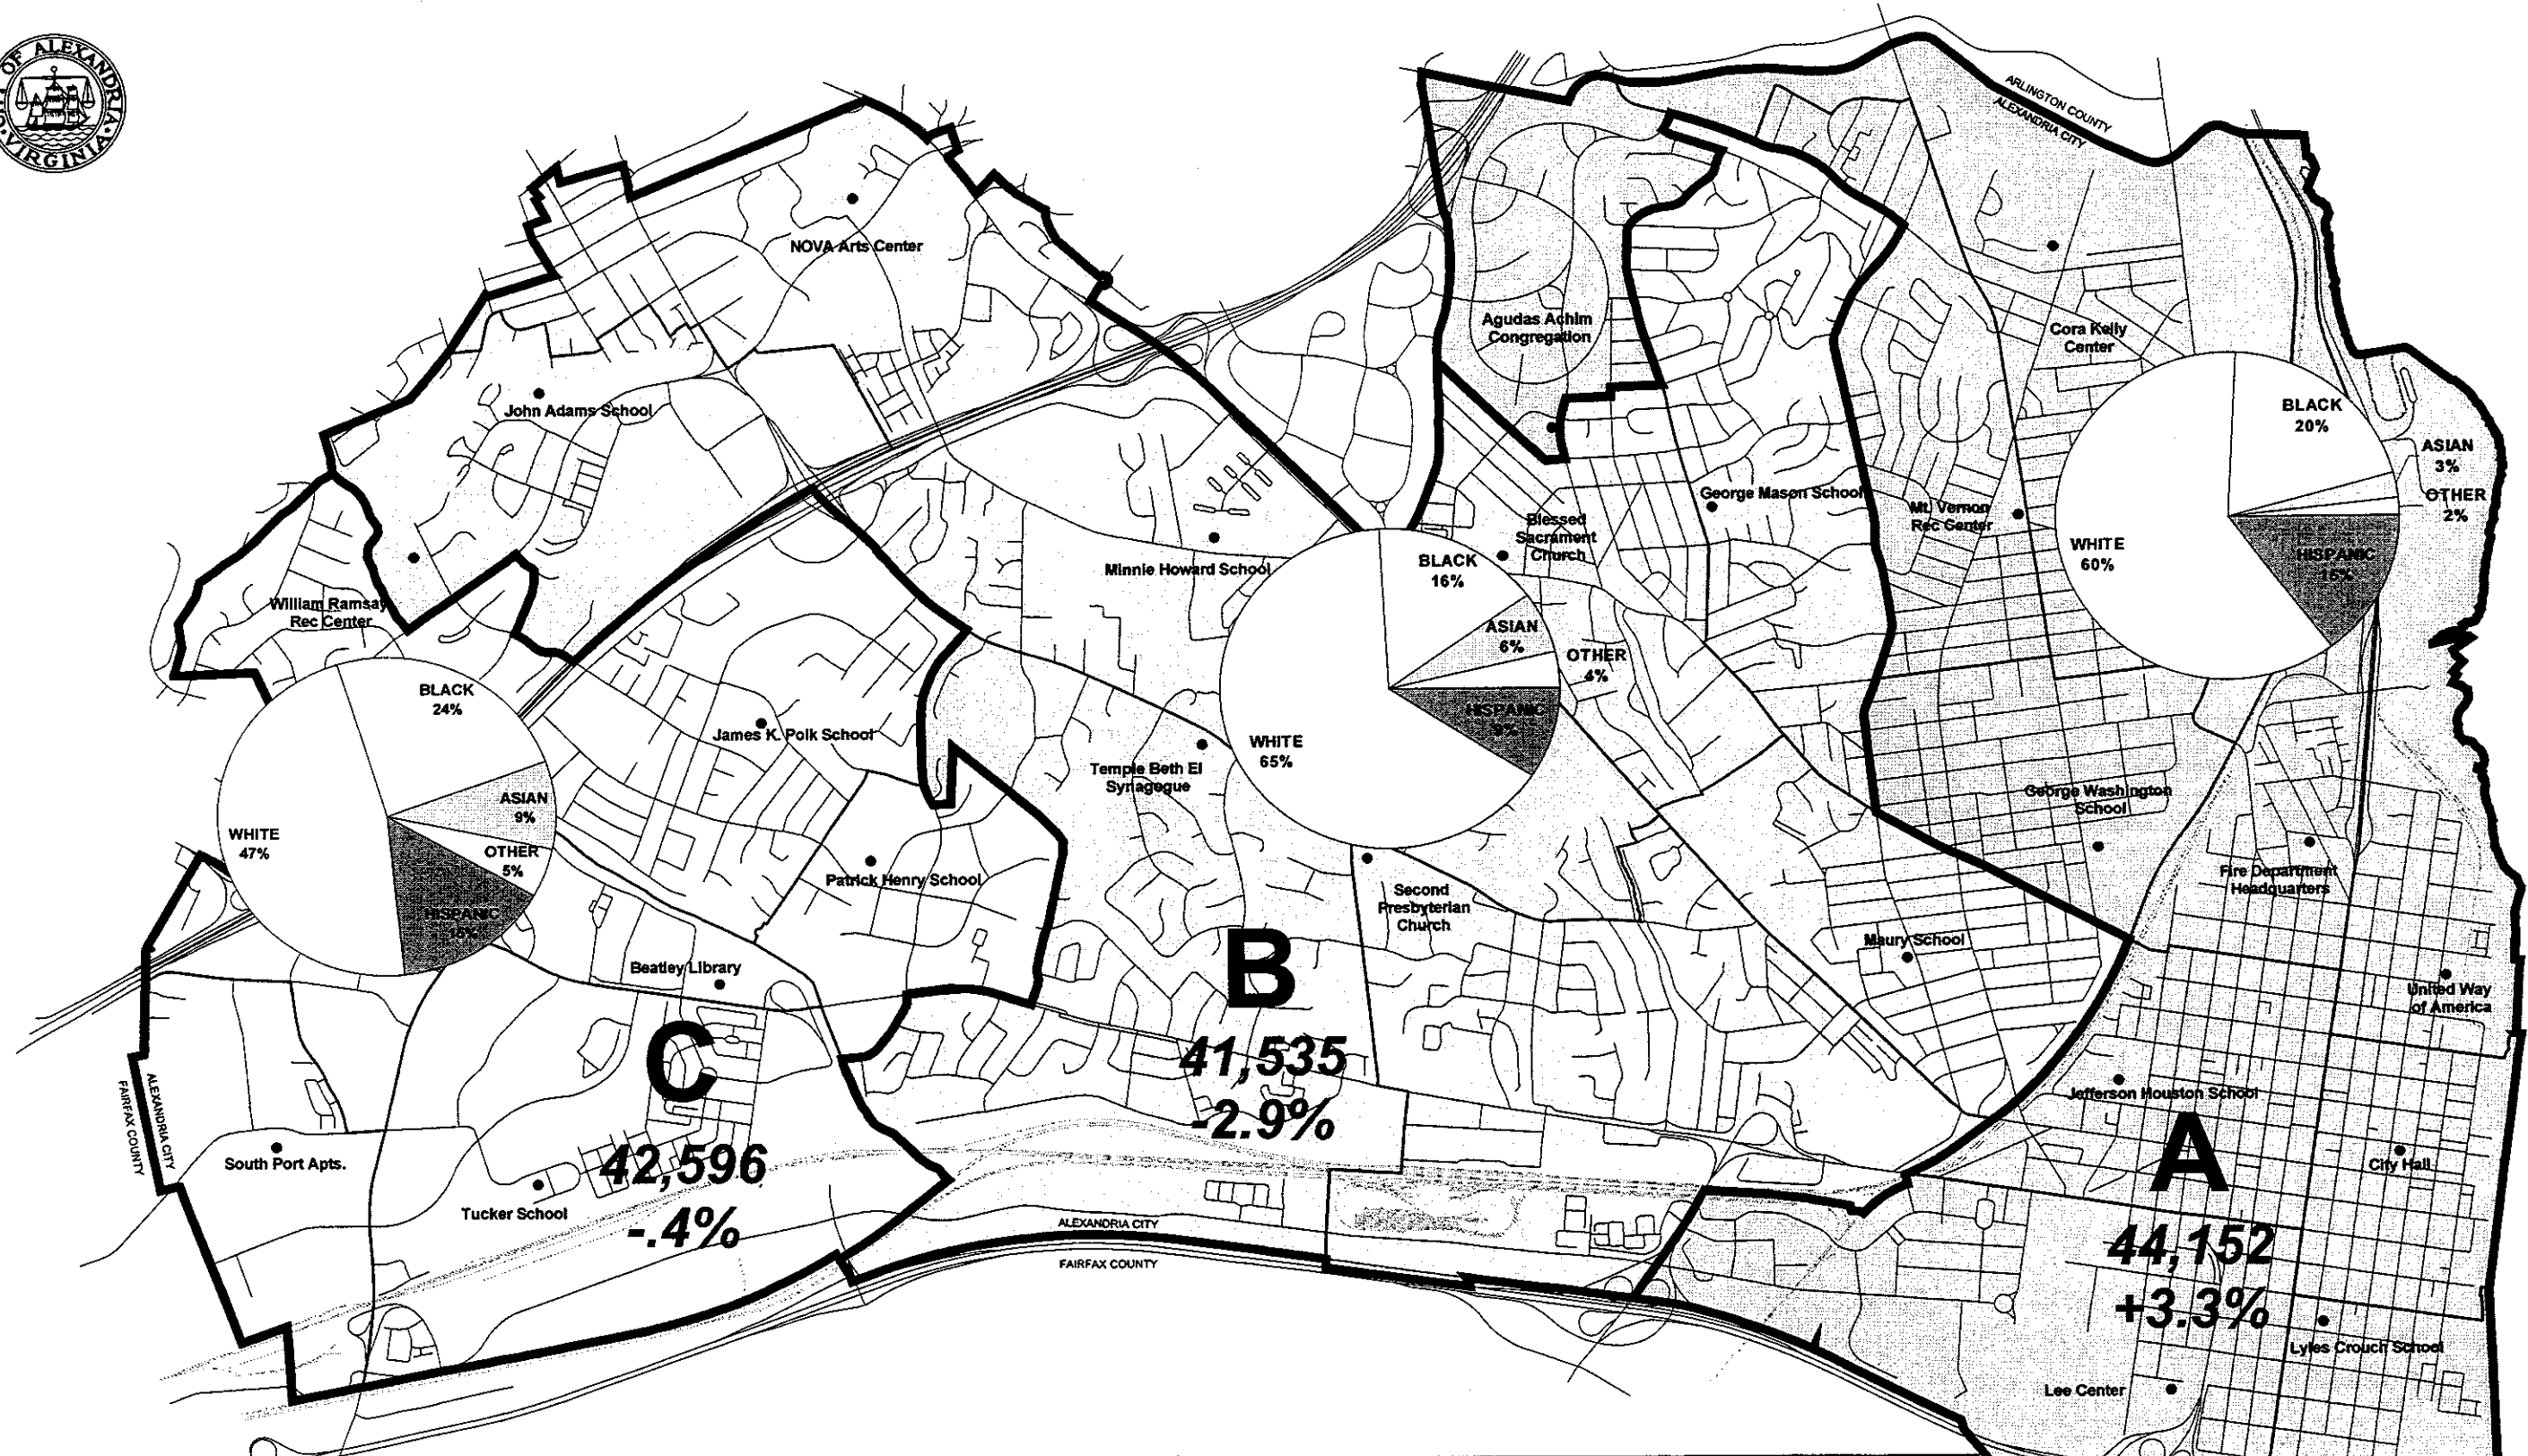 OF ALEXANDRIA
VIRGINIA
ARLINGTON COUNTY
ALEXANDRIA CITY
NOVA Arts Center
Agudas Achim
Congregation
Cora Kelly
Center
John Adams School
BLACK
20%
ASIAN
3%
OTHER
2%
HISPANIC
WHITE
60%
George Mason School
Mt. Vernon
Rec Center
Blessed
Sacrament
Church
Minnie Howard School
William Ramsay
Rec Center
BLACK
16%
ASIAN
6%
OTHER
4%
HISPANIC
9%
WHITE
65%
BLACK
24%
ASIAN
9%
OTHER
5%
HISPANIC
WHITE
47%
James K. Polk School
Temple Beth El
Synagogue
George Washington
School
Patrick Henry School
Second
Presbyterian
Church
Fire Department
Headquarters
Maury School
Beatley Library
United Way
of America
B
41,535
-2.9%
C
42,596
-.4%
ALEXANDRIA CITY
FAIRFAX COUNTY
South Port Apts.
Tucker School
ALEXANDRIA CITY
FAIRFAX COUNTY
Jefferson Houston School
A
44,152
+3.3%
City Hall
Lyles Crouch School
Lee Center